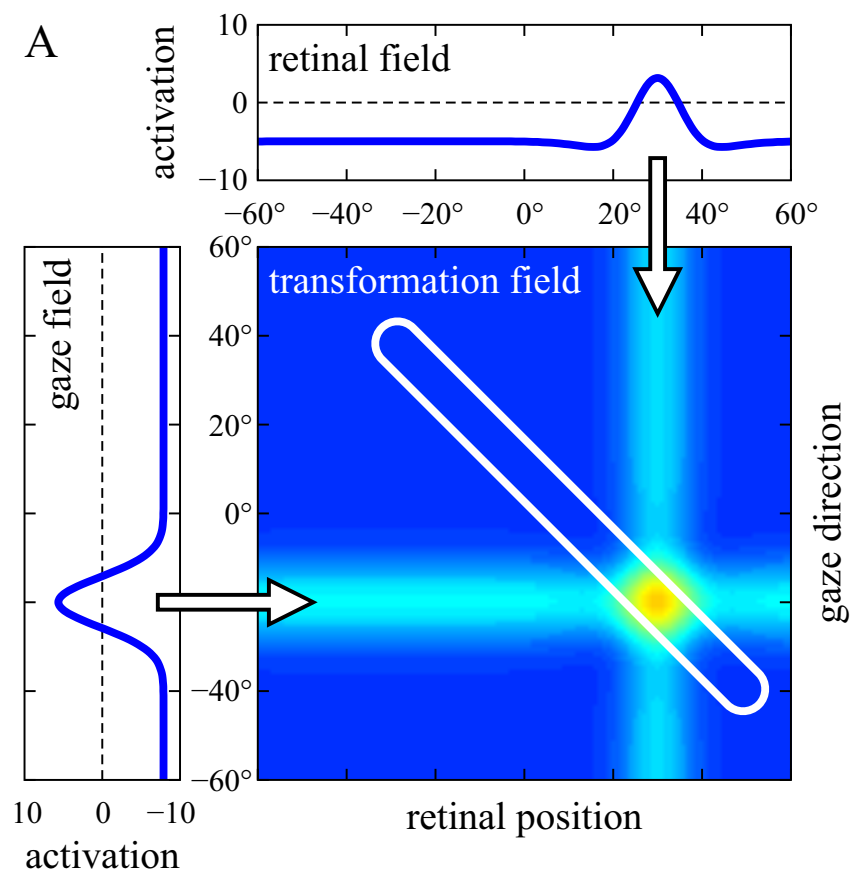 A
retinal field
activation
10
0
−10
−60° −40° −20° 0° 20° 40° 60°
gaze field
transformation field
60°
40°
20°
0°
−40°
−60°
gaze direction
10 0 −10
activation
retinal position